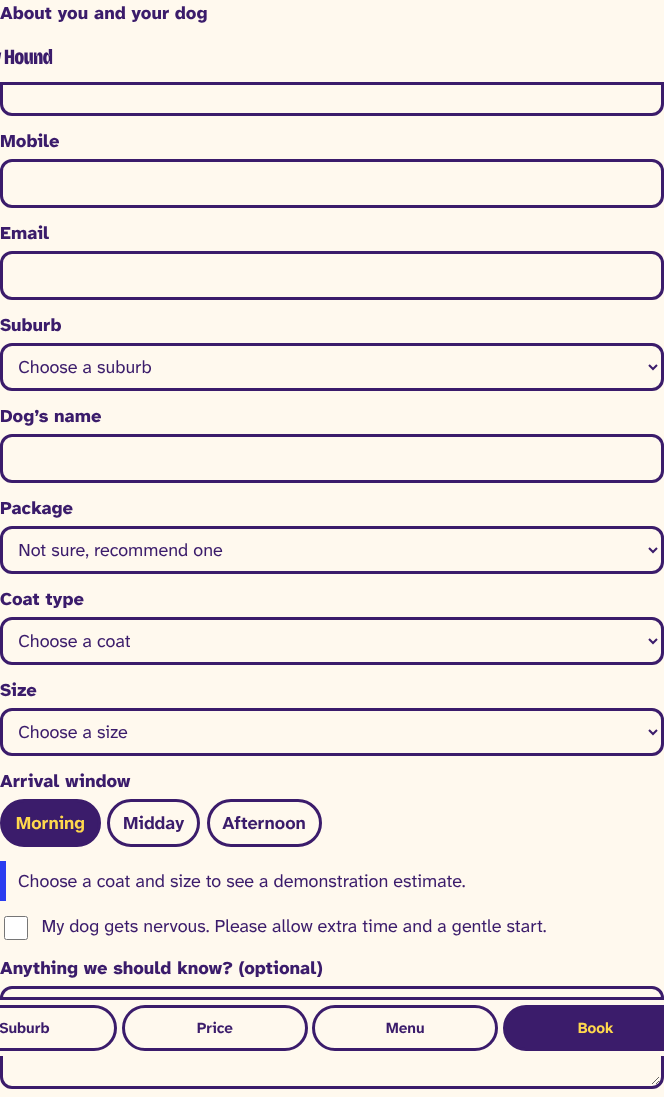 About you and your dog
Hound
Mobile
Email
Suburb
Choose a suburb
Dog’s name
Package
Not sure, recommend one
Coat type
Choose a coat
Size
Choose a size
Arrival window
Morning Midday Afternoon
Choose a coat and size to see a demonstration estimate.
My dog gets nervous. Please allow extra time and a gentle start.
Anything we should know? (optional)
Suburb Price Menu Book